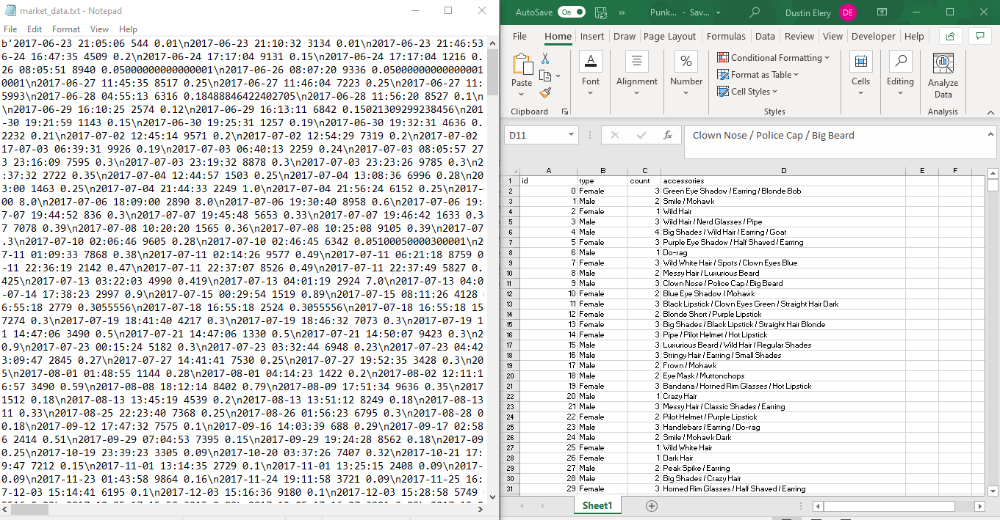 market_data.txt - Notepad
File Edit Format View Help
b'2017-06-23 21:05:06 544 0.01\n2017-06-23 21:10:32 3134 0.01\n2017-06-23 21:46:53
6-24 16:47:35 4509 0.2\n2017-06-24 17:17:04 9131 0.15\n2017-06-24 17:17:04 1216 0.
26 08:05:51 8940 0.05000000000000001\n2017-06-26 08:07:20 9336 0.05000000000000001
0001\n2017-06-27 11:45:35 8517 0.25\n2017-06-27 11:46:04 7223 0.25\n2017-06-27 11:4
5993\n2017-06-28 04:55:13 6316 0.18488846422402705\n2017-06-28 11:56:20 8527 0.1\n
\n2017-06-29 16:10:25 2574 0.12\n2017-06-29 16:13:11 6842 0.15021309299238456\n201
-30 19:21:59 1143 0.15\n2017-06-30 19:25:31 1257 0.19\n2017-06-30 19:32:31 4636 0.
2232 0.21\n2017-07-02 12:45:14 9571 0.2\n2017-07-02 12:54:29 7319 0.2\n2017-07-02
17-07-03 06:39:31 9926 0.19\n2017-07-03 06:40:13 2259 0.24\n2017-07-03 08:05:57 27
3 23:16:09 7595 0.3\n2017-07-03 23:19:32 8878 0.3\n2017-07-03 23:23:26 9785 0.3\n2
:37:32 2722 0.35\n2017-07-04 12:44:57 1503 0.25\n2017-07-04 13:08:36 6996 0.28\n20
3:00 1463 0.25\n2017-07-04 21:44:33 2249 1.0\n2017-07-04 21:56:24 6152 0.25\n2017-
00 8.0\n2017-07-06 18:09:00 2890 8.0\n2017-07-06 19:30:40 8958 0.6\n2017-07-06 19:
7-07 19:44:52 836 0.3\n2017-07-07 19:45:48 5653 0.33\n2017-07-07 19:46:42 1633 0.3
7 7078 0.39\n2017-07-08 10:20:20 1565 0.36\n2017-07-08 10:25:08 9105 0.39\n2017-07
.3\n2017-07-10 02:06:46 9605 0.28\n2017-07-10 02:46:45 6342 0.05100050000300001\n2
7-11 01:09:33 7868 0.38\n2017-07-11 02:14:26 9577 0.49\n2017-07-11 06:21:18 8759 0
-11 22:36:19 2142 0.47\n2017-07-11 22:37:07 8526 0.49\n2017-07-11 22:37:49 5827 0.
425\n2017-07-13 03:22:03 4990 0.419\n2017-07-13 04:01:19 2924 7.0\n2017-07-13 04:0
-07-14 17:38:23 2997 0.9\n2017-07-15 00:29:54 1519 0.89\n2017-07-15 08:11:26 4128
6:55:18 2779 0.3055556\n2017-07-18 16:55:18 2524 0.3055556\n2017-07-18 16:55:18 15
7274 0.3\n2017-07-19 18:41:40 4217 0.3\n2017-07-19 18:46:32 7073 0.3\n2017-07-19 1
1 14:47:06 3490 0.5\n2017-07-21 14:47:06 1330 0.5\n2017-07-21 14:50:07 9423 0.3\n2
0.9\n2017-07-23 00:15:24 5182 0.3\n2017-07-23 03:32:44 6948 0.23\n2017-07-23 04:42
3:09:47 2845 0.27\n2017-07-27 14:41:41 7530 0.25\n2017-07-27 19:52:35 3428 0.3\n20
5\n2017-08-01 01:48:55 1144 0.28\n2017-08-01 04:14:23 1422 0.2\n2017-08-02 12:11:1
6:57 3490 0.59\n2017-08-08 18:12:14 8402 0.79\n2017-08-09 17:51:34 9636 0.35\n2017
1512 0.18\n2017-08-13 13:45:19 4539 0.2\n2017-08-13 13:51:12 8249 0.18\n2017-08-13
11 0.33\n2017-08-25 22:23:40 7368 0.25\n2017-08-26 01:56:23 6795 0.3\n2017-08-28 0
0.18\n2017-09-12 17:47:32 7575 0.1\n2017-09-16 14:03:39 688 0.29\n2017-09-17 02:58
6 2414 0.51\n2017-09-29 07:04:53 7395 0.15\n2017-09-29 19:24:28 8562 0.18\n2017-09
0.25\n2017-10-19 23:39:23 3305 0.09\n2017-10-20 03:37:26 7407 0.32\n2017-10-21 17:
9:47 7212 0.15\n2017-11-01 13:14:35 2729 0.1\n2017-11-01 13:25:15 2408 0.09\n2017-
0.09\n2017-11-23 01:43:58 9864 0.16\n2017-11-24 19:11:58 3721 0.09\n2017-11-25 16:
7-12-03 15:14:41 6195 0.1\n2017-12-03 15:16:36 9180 0.1\n2017-12-03 15:28:58 5749
AutoSave On Punk... - Sav... Dustin Elery DE
File Home Insert Draw Page Layout Formulas Data Review View Developer Help
Paste Font Alignment Number Conditional Formatting Format as Table Cell Styles Cells Editing Analyze Data
Clipboard Styles Analysis
D11 fx Clown Nose / Police Cap / Big Beard
A B C D E F
1 id type count accessories
2 0 Female 3 Green Eye Shadow / Earring / Blonde Bob
3 1 Male 2 Smile / Mohawk
4 2 Female 1 Wild Hair
5 3 Male 3 Wild Hair / Nerd Glasses / Pipe
6 4 Male 4 Big Shades / Wild Hair / Earring / Goat
7 5 Female 3 Purple Eye Shadow / Half Shaved / Earring
8 6 Male 1 Do-rag
9 7 Female 3 Wild White Hair / Spots / Clown Eyes Blue
10 8 Male 2 Messy Hair / Luxurious Beard
11 9 Male 3 Clown Nose / Police Cap / Big Beard
12 10 Female 2 Blue Eye Shadow / Mohawk
13 11 Female 3 Black Lipstick / Clown Eyes Green / Straight Hair Dark
14 12 Female 2 Blonde Short / Purple Lipstick
15 13 Female 3 Big Shades / Black Lipstick / Straight Hair Blonde
16 14 Female 3 Pipe / Pilot Helmet / Hot Lipstick
17 15 Male 3 Luxurious Beard / Wild Hair / Regular Shades
18 16 Male 3 Stringy Hair / Earring / Small Shades
19 17 Male 2 Frown / Mohawk
20 18 Male 2 Eye Mask / Muttonchops
21 19 Female 3 Bandana / Horned Rim Glasses / Hot Lipstick
22 20 Male 1 Crazy Hair
23 21 Male 3 Messy Hair / Classic Shades / Earring
24 22 Female 2 Pilot Helmet / Purple Lipstick
25 23 Male 3 Handlebars / Earring / Do-rag
26 24 Male 2 Smile / Mohawk Dark
27 25 Female 1 Wild White Hair
28 26 Female 1 Dark Hair
29 27 Male 2 Peak Spike / Earring
30 28 Male 2 Big Shades / Crazy Hair
31 29 Female 3 Horned Rim Glasses / Half Shaved / Earring
Sheet1